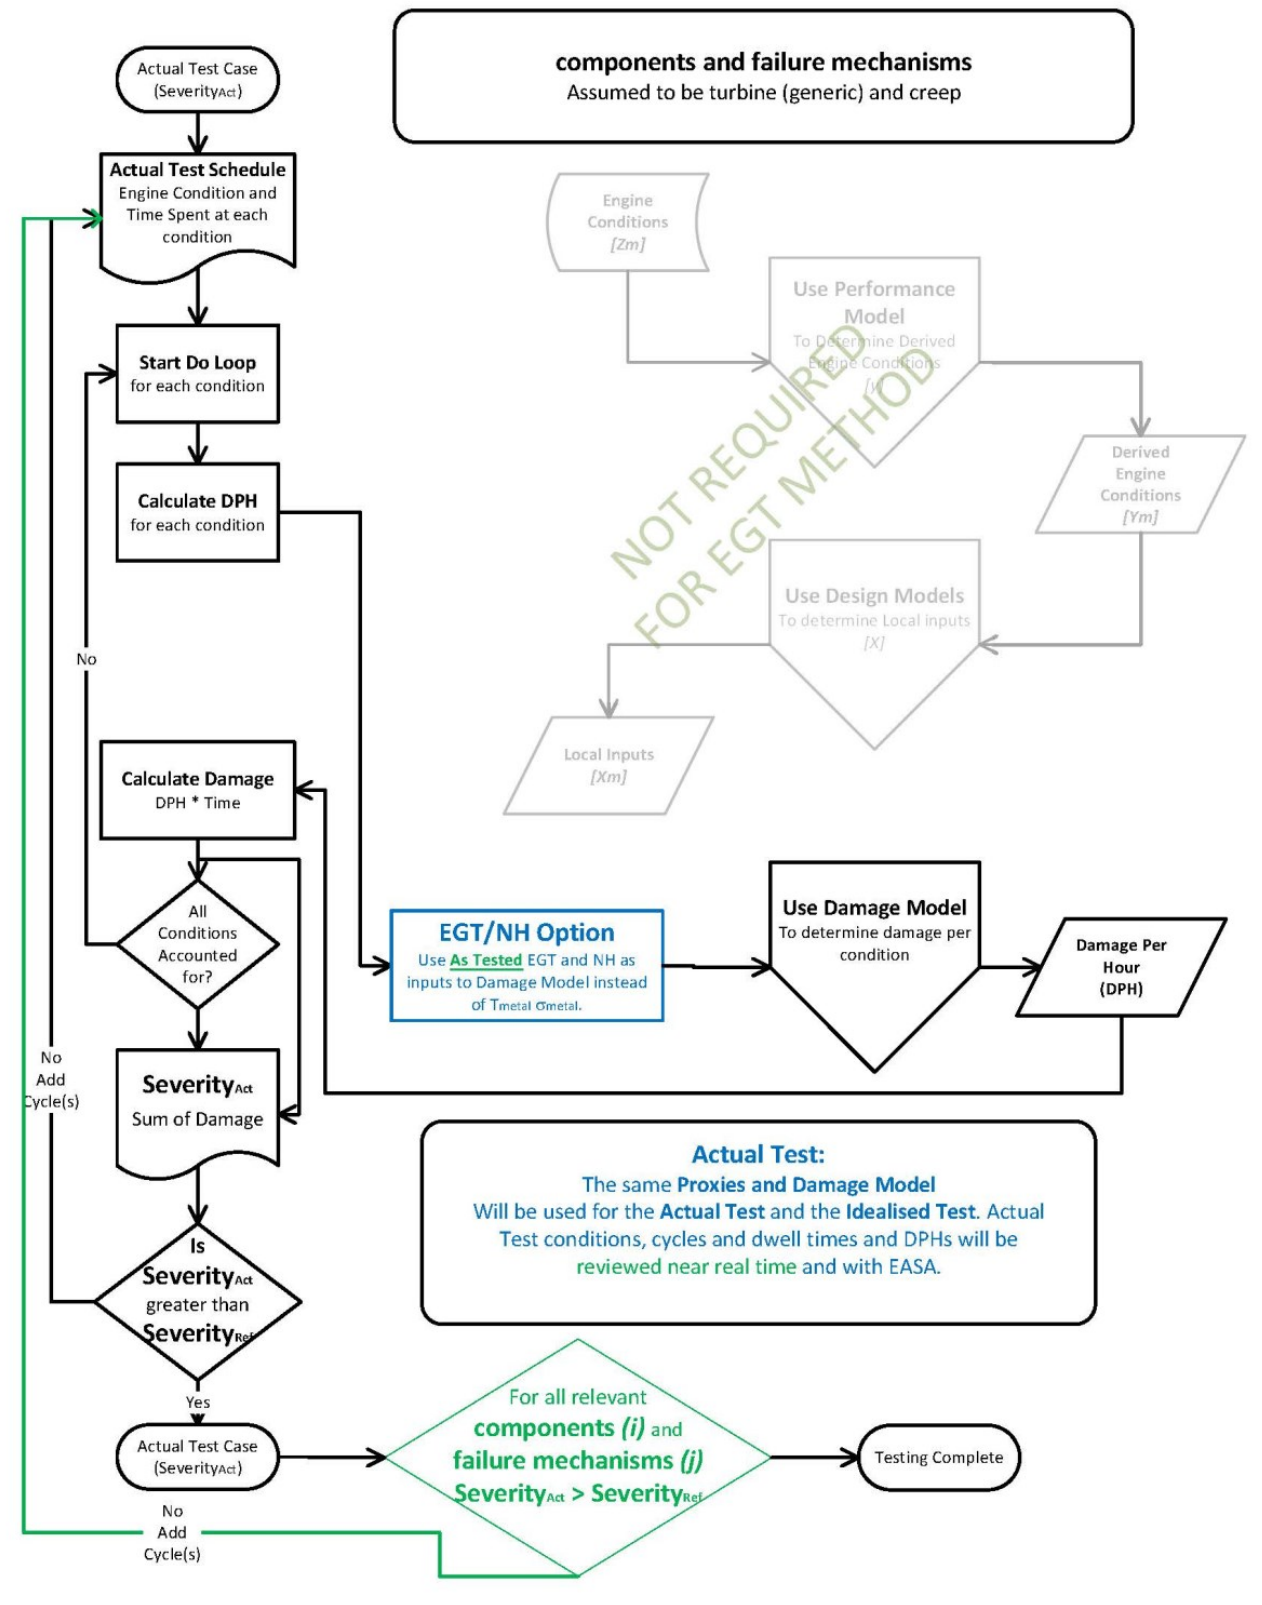 components and failure mechanisms
Assumed to be turbine (generic) and creep
Actual Test Case
(SeverityAct)
Actual Test Schedule
Engine Condition and
Time Spent at each
condition
Start Do Loop
for each condition
Calculate DPH
for each condition
Engine
Conditions
[Zm]
Use Performance
Model
To Determine Derived
Engine Conditions
[y]
NOT REQUIRED
FOR EGT METHOD
Derived
Engine
Conditions
[Ym]
Use Design Models
To determine Local inputs
[X]
Local Inputs
[Xm]
No
Calculate Damage
DPH * Time
All
Conditions
Accounted
for?
EGT/NH Option
Use As Tested EGT and NH as
inputs to Damage Model instead
of Tmetal σmetal.
Use Damage Model
To determine damage per
condition
Damage Per
Hour
(DPH)
No
Add
Cycle(s)
SeverityAct
Sum of Damage
Actual Test:
The same Proxies and Damage Model
Will be used for the Actual Test and the Idealised Test. Actual
Test conditions, cycles and dwell times and DPHs will be
reviewed near real time and with EASA.
Is
SeverityAct
greater than
SeverityRef
Yes
Actual Test Case
(SeverityAct)
For all relevant
components (i) and
failure mechanisms (j)
SeverityAct > SeverityRef
Testing Complete
No
Add
Cycle(s)